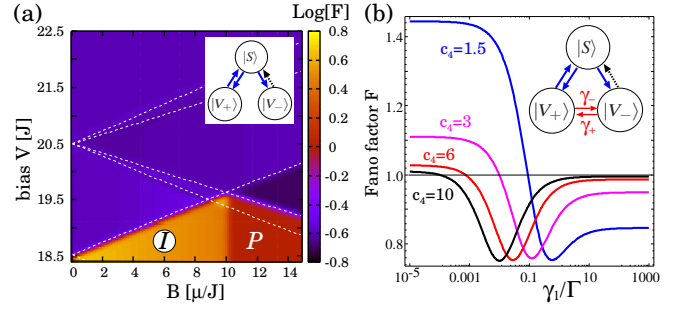 (a)
Log[F]
bias V [J]
22.5
21.5
20.5
19.5
18.5
0 2 4 6 8 10 12 14
B [μ/J]
|S⟩
|V₊⟩ |V₋⟩
I P
0.8
0.6
0.4
0.2
0
-0.2
-0.4
-0.6
-0.8
(b)
Fano factor F
1.4
1.2
1.0
0.8
c₄=1.5
c₄=3
c₄=6
c₄=10
|S⟩
|V₊⟩ γ₋ |V₋⟩
γ₊
10⁻⁵ 0.001 0.1 10 1000
γ₁/Γ